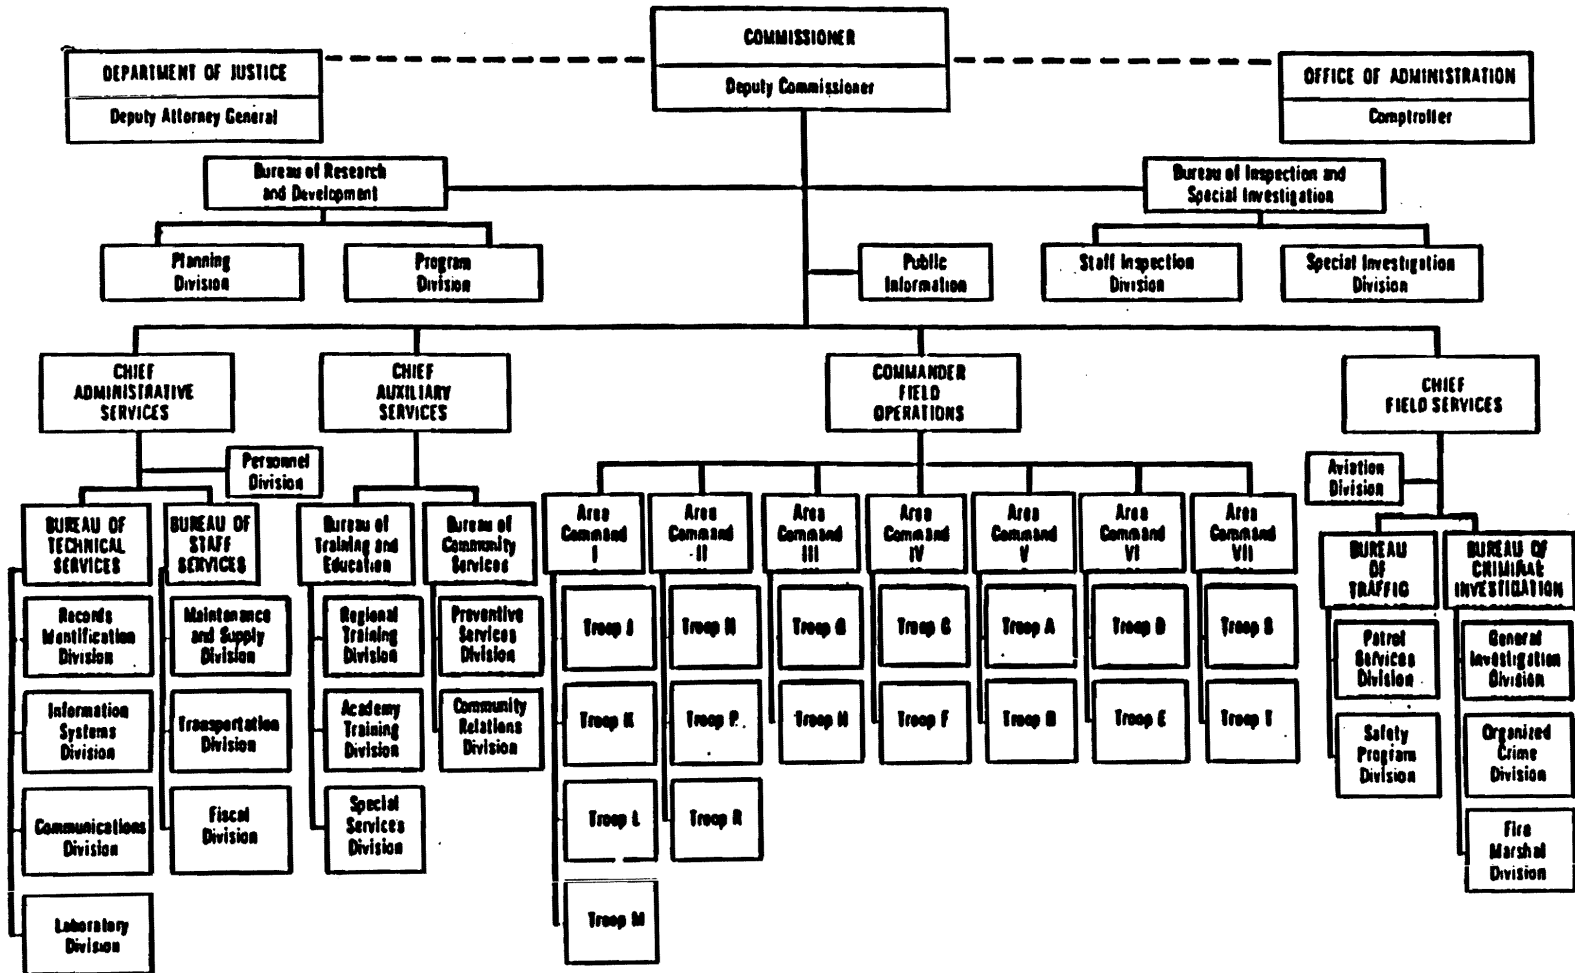 COMMISSIONER
Deputy Commissioner
DEPARTMENT OF JUSTICE
Deputy Attorney General
OFFICE OF ADMINISTRATION
Comptroller
Bureau of Research
and Development
Bureau of Inspection and
Special Investigation
Planning
Division
Program
Division
Public
Information
Staff Inspection
Division
Special Investigation
Division
CHIEF
ADMINISTRATIVE
SERVICES
CHIEF
AUXILIARY
SERVICES
COMMANDER
FIELD
OPERATIONS
CHIEF
FIELD SERVICES
Personnel
Division
Aviation
Division
BUREAU OF
TECHNICAL
SERVICES
BUREAU OF
STAFF
SERVICES
Bureau of
Training and
Education
Bureau of
Community
Services
Area
Command
I
Area
Command
II
Area
Command
III
Area
Command
IV
Area
Command
V
Area
Command
VI
Area
Command
VII
BUREAU
OF
TRAFFIC
BUREAU OF
CRIMINAL
INVESTIGATION
Records
Identification
Division
Maintenance
and Supply
Division
Regional
Training
Division
Preventive
Services
Division
Troop J
Troop N
Troop G
Troop C
Troop A
Troop D
Troop S
Patrol
Services
Division
General
Investigation
Division
Information
Systems
Division
Transportation
Division
Academy
Training
Division
Community
Relations
Division
Troop K
Troop P
Troop H
Troop F
Troop B
Troop E
Troop T
Safety
Program
Division
Organized
Crime
Division
Communications
Division
Fiscal
Division
Special
Services
Division
Troop L
Troop R
Fire
Marshal
Division
Laboratory
Division
Troop M